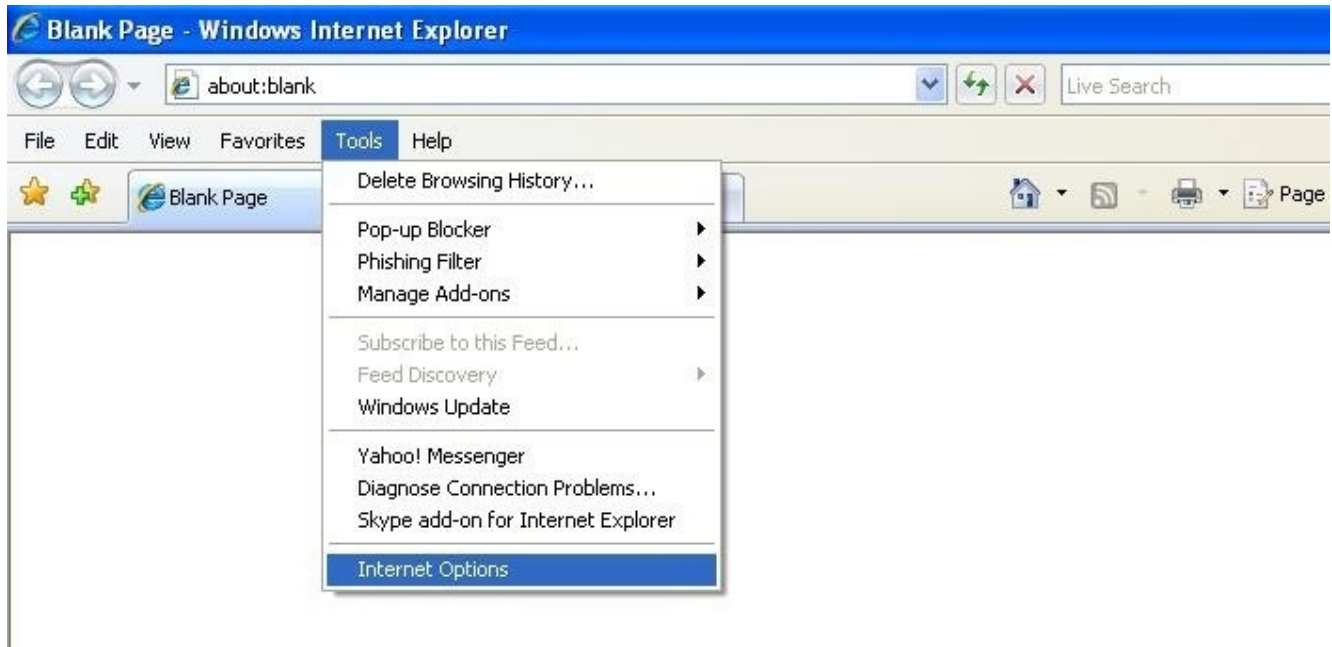 Blank Page - Windows Internet Explorer
about:blank
Live Search
File Edit View Favorites Tools Help
Blank Page
Page
Delete Browsing History...
Pop-up Blocker
Phishing Filter
Manage Add-ons
Subscribe to this Feed...
Feed Discovery
Windows Update
Yahoo! Messenger
Diagnose Connection Problems...
Skype add-on for Internet Explorer
Internet Options